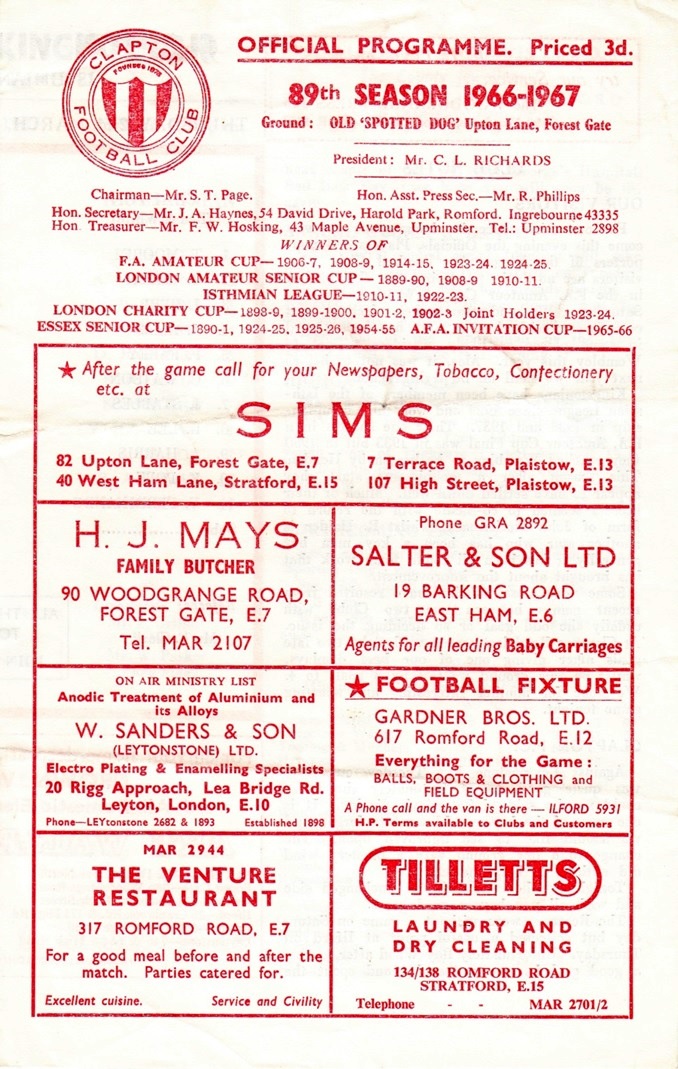 CLAPTON
FOUNDED 1878
FOOTBALL CLUB
OFFICIAL PROGRAMME. Priced 3d.
89th SEASON 1966-1967
Ground: OLD 'SPOTTED DOG' Upton Lane, Forest Gate
President: Mr. C. L. RICHARDS
Chairman—Mr. S. T. Page. Hon. Asst. Press Sec.—Mr. R. Phillips
Hon. Secretary—Mr. J. A. Haynes, 54 David Drive, Harold Park, Romford. Ingrebourne 43335
Hon. Treasurer—Mr. F. W. Hosking, 43 Maple Avenue, Upminster. Tel.: Upminster 2898
WINNERS OF
F.A. AMATEUR CUP—1906-7, 1908-9, 1914-15, 1923-24, 1924-25.
LONDON AMATEUR SENIOR CUP—1889-90, 1908-9 1910-11.
ISTHMIAN LEAGUE—1910-11, 1922-23.
LONDON CHARITY CUP—1898-9, 1899-1900, 1901-2, 1902-3 Joint Holders 1923-24.
ESSEX SENIOR CUP—1890-1, 1924-25, 1925-26, 1954-55 A.F.A. INVITATION CUP—1965-66
★ After the game call for your Newspapers, Tobacco, Confectionery
etc. at
SIMS
82 Upton Lane, Forest Gate, E.7 7 Terrace Road, Plaistow, E.13
40 West Ham Lane, Stratford, E.15 107 High Street, Plaistow, E.13
H. J. MAYS
FAMILY BUTCHER
90 WOODGRANGE ROAD,
FOREST GATE, E.7
Tel. MAR 2107
Phone GRA 2892
SALTER & SON LTD
19 BARKING ROAD
EAST HAM, E.6
Agents for all leading Baby Carriages
ON AIR MINISTRY LIST
Anodic Treatment of Aluminium and
its Alloys
W. SANDERS & SON
(LEYTONSTONE) LTD.
Electro Plating & Enamelling Specialists
20 Rigg Approach, Lea Bridge Rd.
Leyton, London, E.10
Phone—LEYtonstone 2682 & 1893 Established 1898
★ FOOTBALL FIXTURE
GARDNER BROS. LTD.
617 Romford Road, E.12
Everything for the Game:
BALLS, BOOTS & CLOTHING and
FIELD EQUIPMENT
A Phone call and the van is there — ILFORD 5931
H.P. Terms available to Clubs and Customers
MAR 2944
THE VENTURE
RESTAURANT
317 ROMFORD ROAD, E.7
For a good meal before and after the
match. Parties catered for.
Excellent cuisine. Service and Civility
TILLETTS
LAUNDRY AND
DRY CLEANING
134/138 ROMFORD ROAD
STRATFORD, E.15
Telephone - - MAR 2701/2